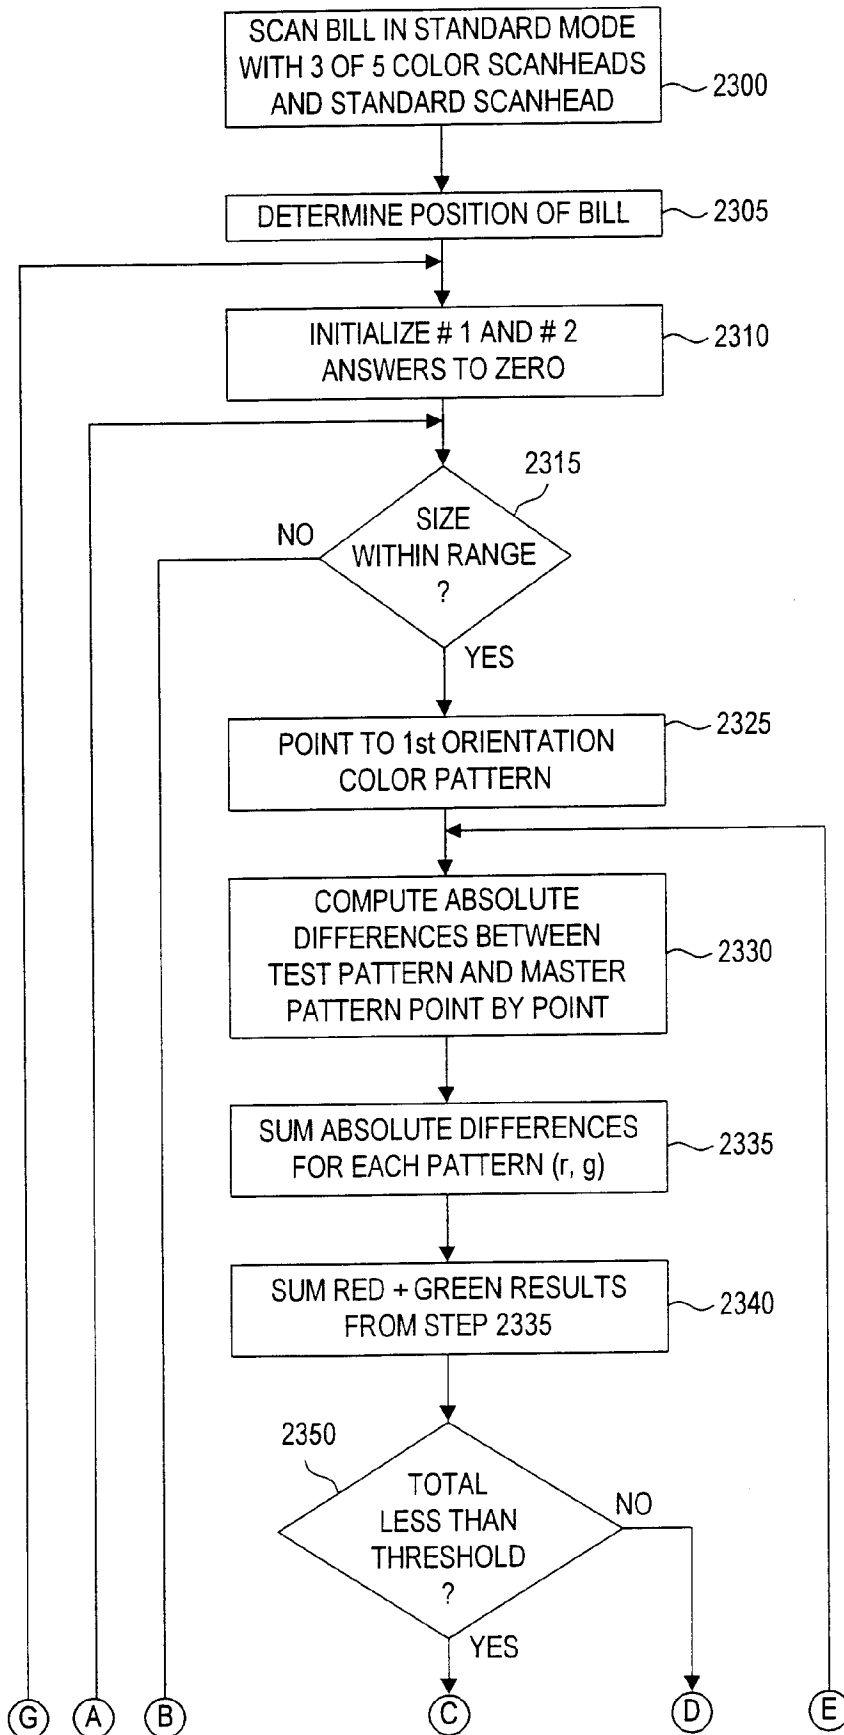 SCAN BILL IN STANDARD MODE
WITH 3 OF 5 COLOR SCANHEADS
AND STANDARD SCANHEAD
2300
DETERMINE POSITION OF BILL
2305
INITIALIZE # 1 AND # 2
ANSWERS TO ZERO
2310
2315
SIZE
WITHIN RANGE
?
NO
YES
POINT TO 1st ORIENTATION
COLOR PATTERN
2325
COMPUTE ABSOLUTE
DIFFERENCES BETWEEN
TEST PATTERN AND MASTER
PATTERN POINT BY POINT
2330
SUM ABSOLUTE DIFFERENCES
FOR EACH PATTERN (r, g)
2335
SUM RED + GREEN RESULTS
FROM STEP 2335
2340
2350
TOTAL
LESS THAN
THRESHOLD
?
NO
YES
G
A
B
C
D
E